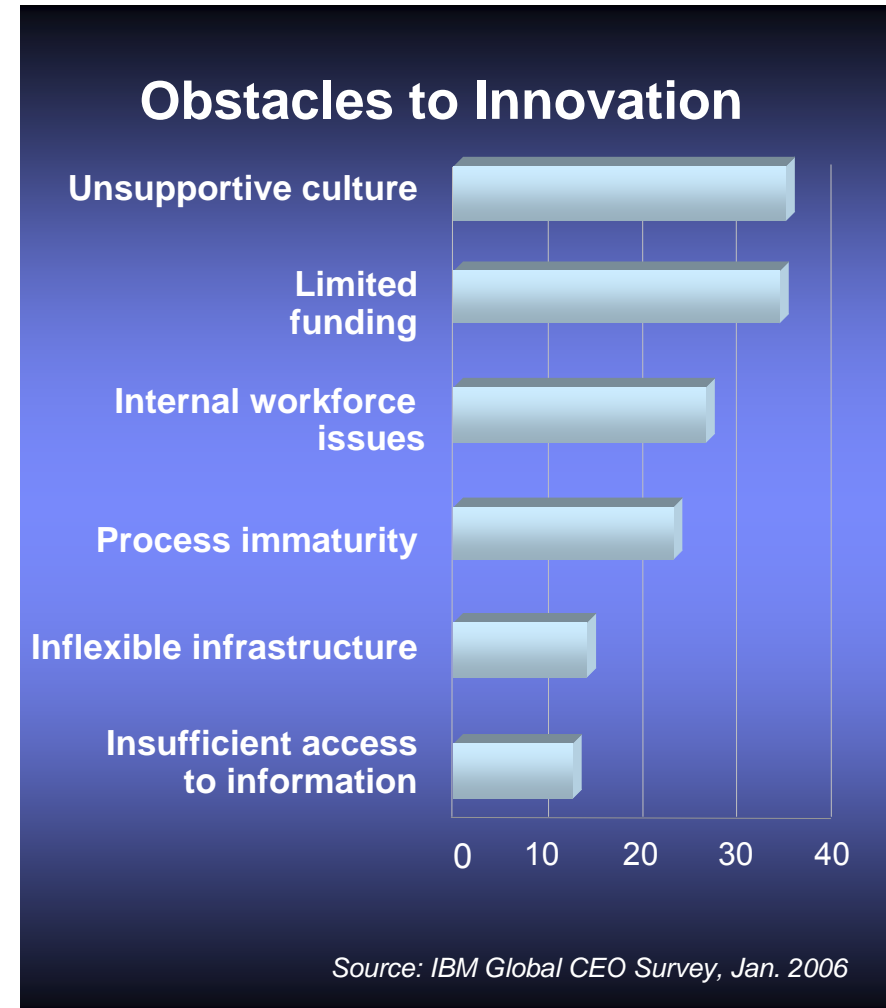 Obstacles to Innovation
Unsupportive culture
Limited
funding
Internal workforce
issues
Process immaturity
Inflexible infrastructure
Insufficient access
to information
0 10 20 30 40
Source: IBM Global CEO Survey, Jan. 2006